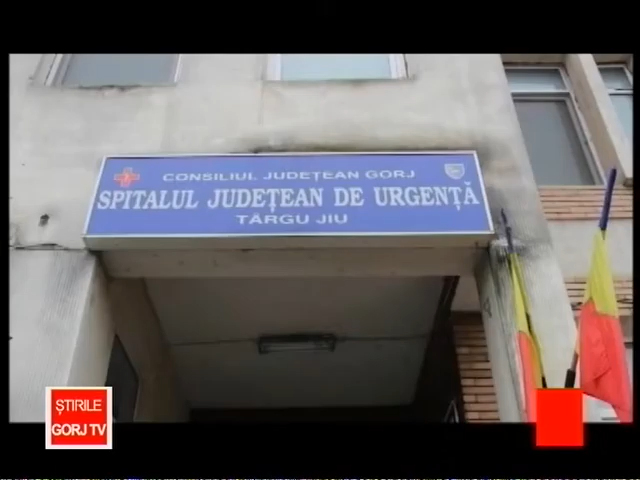 CONSILIUL JUDEȚEAN GORJ
SPITALUL JUDEȚEAN DE URGENȚĂ
TÂRGU JIU
ȘTIRILE
GORJ TV